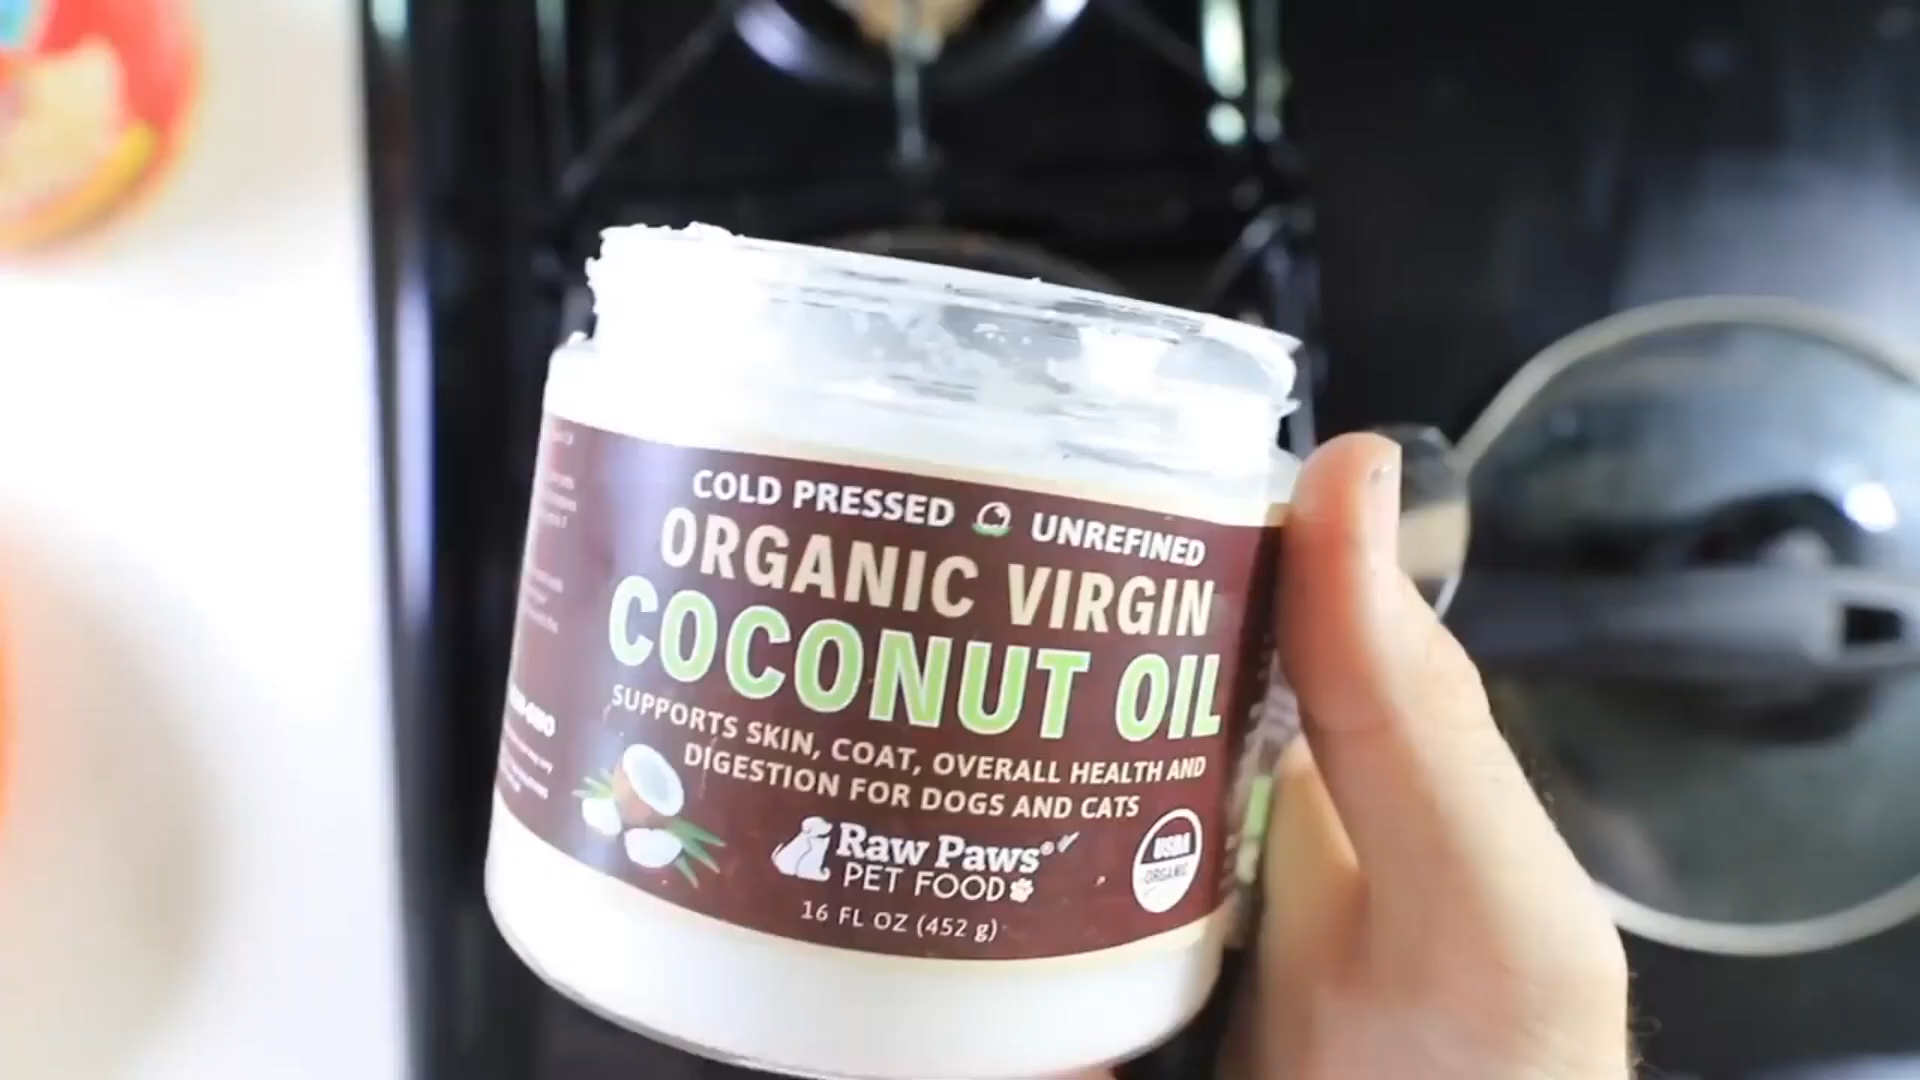 COLD PRESSED UNREFINED
ORGANIC VIRGIN
COCONUT OIL
SUPPORTS SKIN, COAT, OVERALL HEALTH AND
DIGESTION FOR DOGS AND CATS
Raw Paws®
PET FOOD
USDA
ORGANIC
16 FL OZ (452 g)